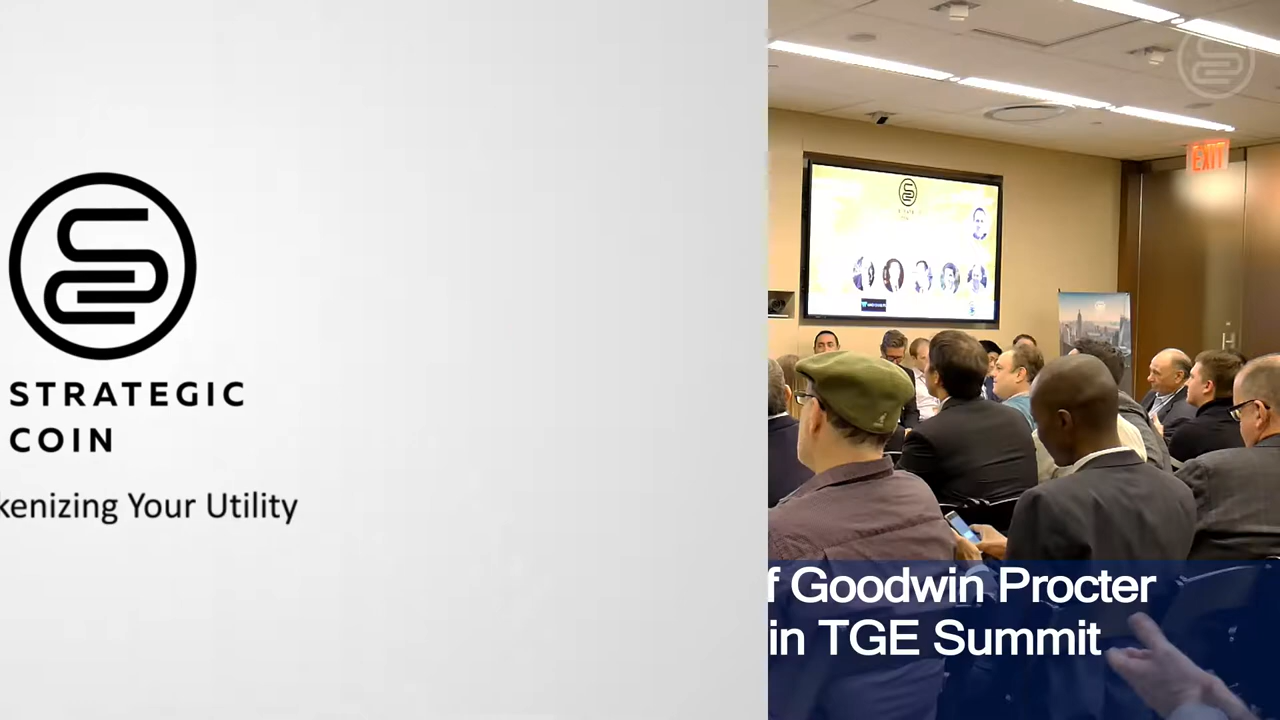 STRATEGIC
COIN
kenizing Your Utility
EXIT
f Goodwin Procter
in TGE Summit